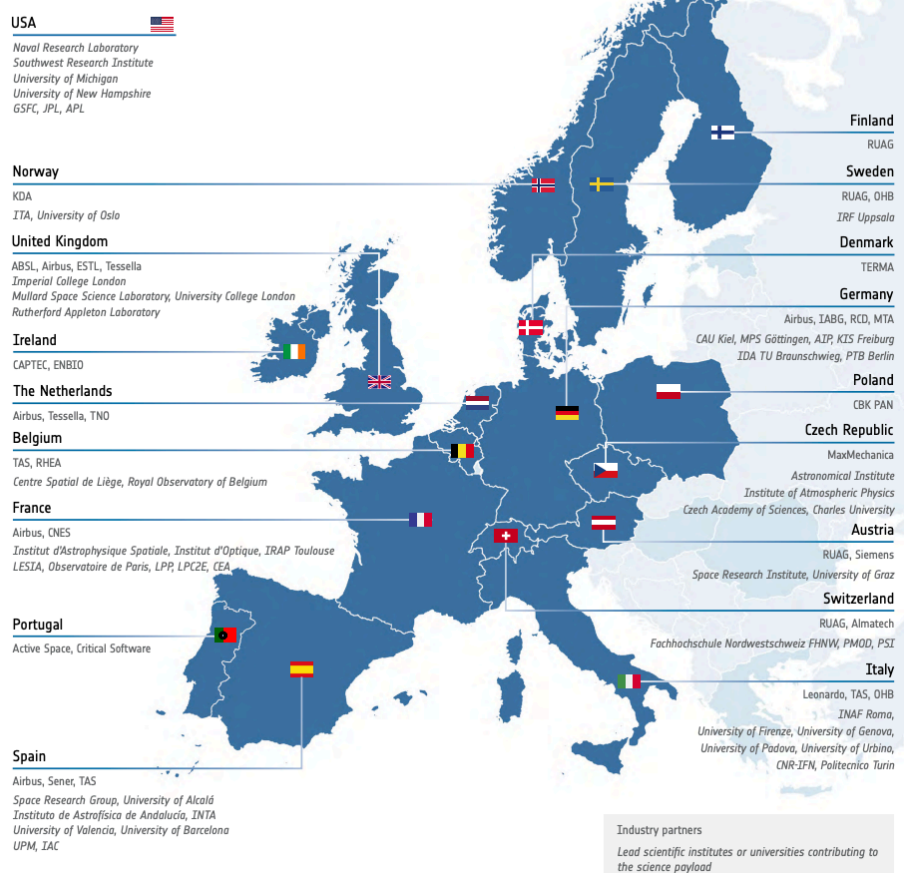 USA
Naval Research Laboratory
Southwest Research Institute
University of Michigan
University of New Hampshire
GSFC, JPL, APL
Norway
KDA
ITA, University of Oslo
United Kingdom
ABSL, Airbus, ESTL, Tessella
Imperial College London
Mullard Space Science Laboratory, University College London
Rutherford Appleton Laboratory
Ireland
CAPTEC, ENBIO
The Netherlands
Airbus, Tessella, TNO
Belgium
TAS, RHEA
Centre Spatial de Liège, Royal Observatory of Belgium
France
Airbus, CNES
Institut d'Astrophysique Spatiale, Institut d'Optique, IRAP Toulouse
LESIA, Observatoire de Paris, LPP, LPC2E, CEA
Portugal
Active Space, Critical Software
Spain
Airbus, Sener, TAS
Space Research Group, University of Alcalá
Instituto de Astrofísica de Andalucía, INTA
University of Valencia, University of Barcelona
UPM, IAC
Finland
RUAG
Sweden
RUAG, OHB
IRF Uppsala
Denmark
TERMA
Germany
Airbus, IABG, RCD, MTA
CAU Kiel, MPS Göttingen, AIP, KIS Freiburg
IDA TU Braunschwieg, PTB Berlin
Poland
CBK PAN
Czech Republic
MaxMechanica
Astronomical Institute
Institute of Atmospheric Physics
Czech Academy of Sciences, Charles University
Austria
RUAG, Siemens
Space Research Institute, University of Graz
Switzerland
RUAG, Almatech
Fachhochschule Nordwestschweiz FHNW, PMOD, PSI
Italy
Leonardo, TAS, OHB
INAF Roma,
University of Firenze, University of Genova,
University of Padova, University of Urbino,
CNR-IFN, Politecnico Turin
Industry partners
Lead scientific institutes or universities contributing to
the science payload